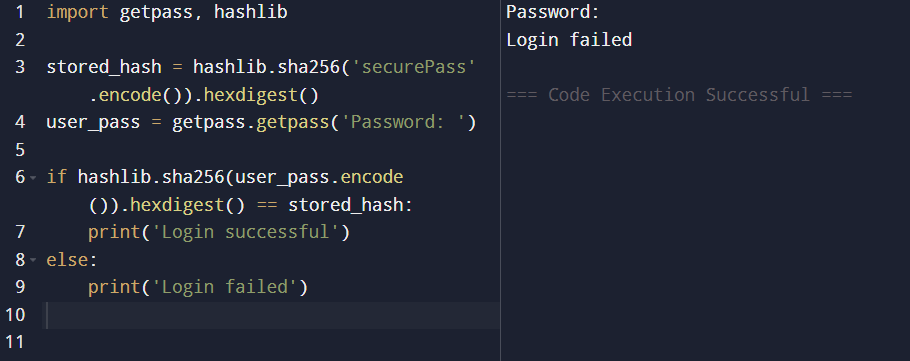 1 import getpass, hashlib
2
3 stored_hash = hashlib.sha256('securePass'
.encode()).hexdigest()
4 user_pass = getpass.getpass('Password: ')
5
6 if hashlib.sha256(user_pass.encode
()).hexdigest() == stored_hash:
7 print('Login successful')
8 else:
9 print('Login failed')
10
11
Password:
Login failed
=== Code Execution Successful ===